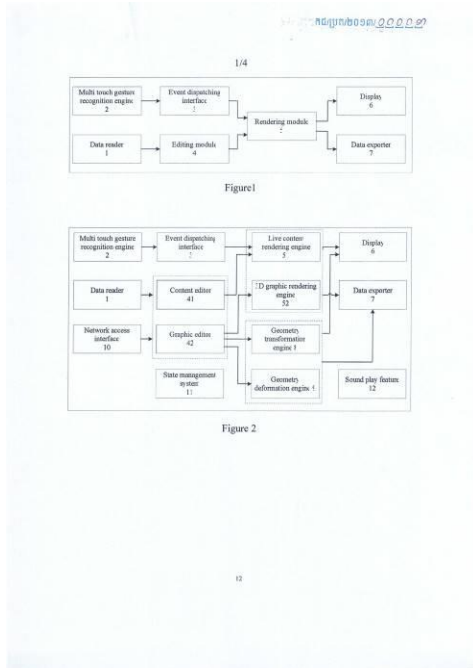 1/4
Multi touch gesture
recognition engine
2
Event dispatching
interface
3
Display
6
Rendering module
Data reader
1
Editing module
4
Data exporter
7
Figure1
Multi touch gesture
recognition engine
2
Event dispatching
interface
Live content
rendering engine
5
Display
6
Data reader
1
Content editor
41
graphic rendering
engine
52
Data exporter
7
Network access
interface
10
Graphic editor
42
Geometry
transformation
engine
State management
system
11
Geometry
deformation engine
Sound play feature
12
Figure 2